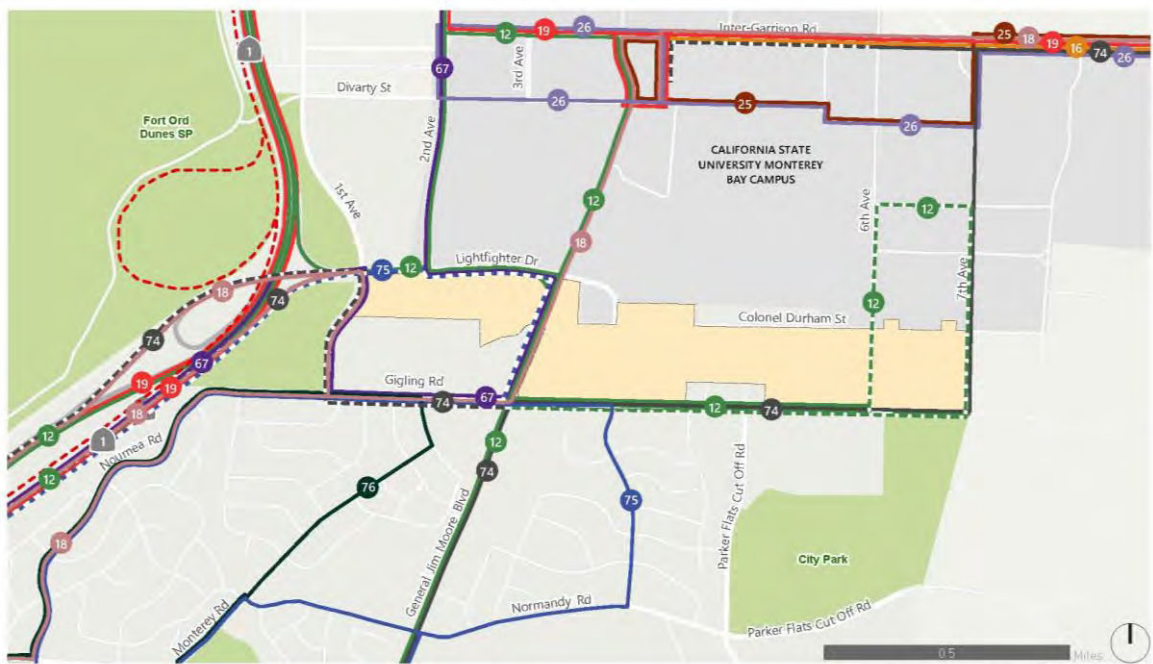 1
12
19
26
Inter-Garrison Rd
25
18
19
16
74
26
67
3rd Ave
Divarty St
26
25
26
Fort Ord
Dunes SP
2nd Ave
CALIFORNIA STATE
UNIVERSITY MONTEREY
BAY CAMPUS
1st Ave
12
6th Ave
12
18
Lightfighter Dr
75
12
7th Ave
18
74
12
Colonel Durham St
74
67
Gigling Rd
19
19
67
74
12
74
18
12
1
Noumea Rd
12
12
74
76
75
General Jim Moore Blvd
Parker Flats Cut Off Rd
18
City Park
Normandy Rd
Monterey Rd
Parker Flats Cut Off Rd
0.5
Miles